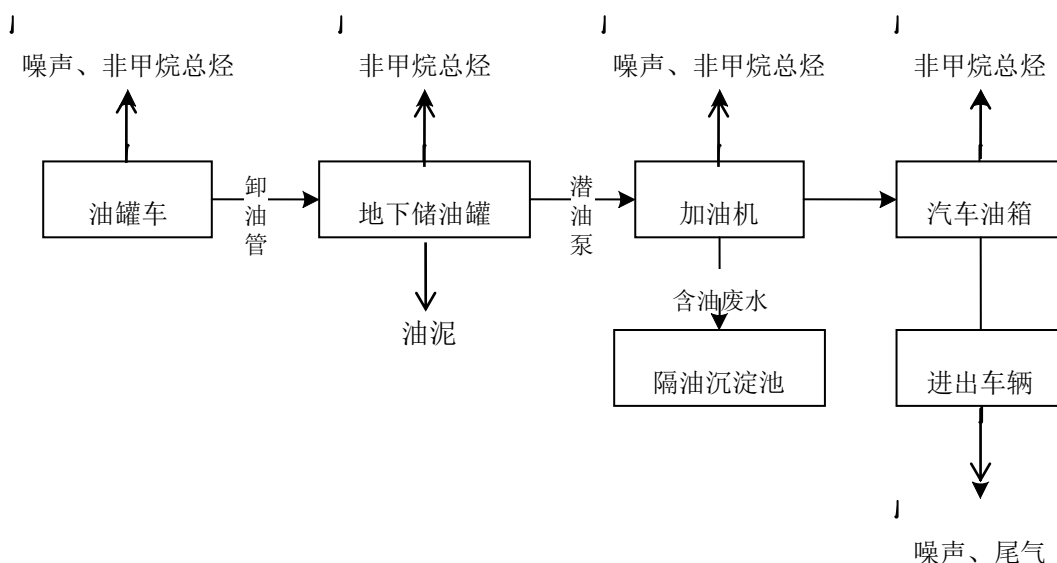 噪声、非甲烷总烃
非甲烷总烃
噪声、非甲烷总烃
非甲烷总烃
油罐车
卸油管
地下储油罐
潜油泵
加油机
汽车油箱
油泥
含油废水
隔油沉淀池
进出车辆
噪声、尾气